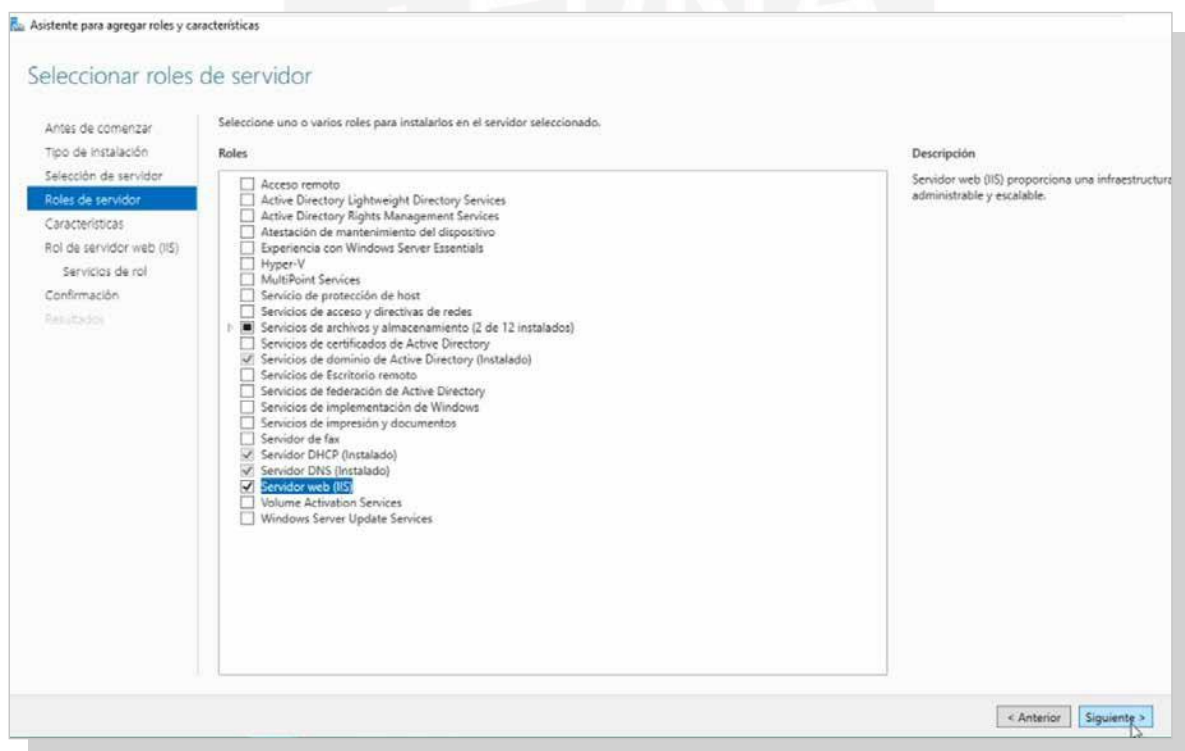 Asistente para agregar roles y características
Seleccionar roles de servidor
Antes de comenzar
Tipo de instalación
Selección de servidor
Roles de servidor
Características
Rol de servidor web (IIS)
Servicios de rol
Confirmación
Resultados
Seleccione uno o varios roles para instalarlos en el servidor seleccionado.
Roles
Acceso remoto
Active Directory Lightweight Directory Services
Active Directory Rights Management Services
Atestación de mantenimiento del dispositivo
Experiencia con Windows Server Essentials
Hyper-V
MultiPoint Services
Servicio de protección de host
Servicios de acceso y directivas de redes
Servicios de archivos y almacenamiento (2 de 12 instalados)
Servicios de certificados de Active Directory
Servicios de dominio de Active Directory (Instalado)
Servicios de Escritorio remoto
Servicios de federación de Active Directory
Servicios de implementación de Windows
Servicios de impresión y documentos
Servidor de fax
Servidor DHCP (Instalado)
Servidor DNS (Instalado)
Servidor web (IIS)
Volume Activation Services
Windows Server Update Services
Descripción
Servidor web (IIS) proporciona una infraestructura
administrable y escalable.
< Anterior
Siguiente >